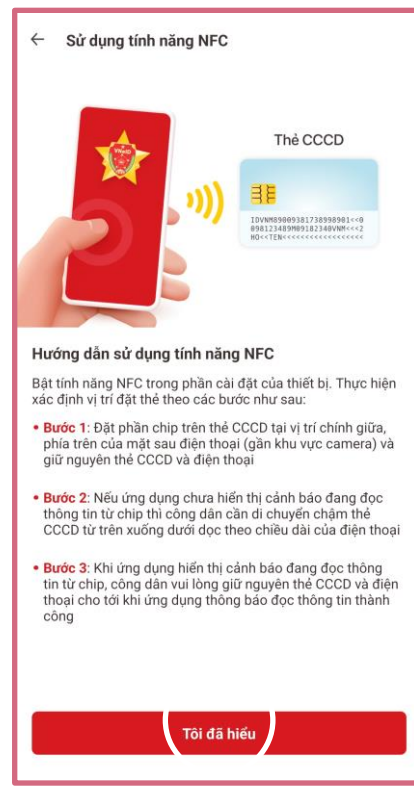 Sử dụng tính năng NFC
VNeID
Thẻ CCCD
IDVNM89009381738998901<<0
098123489M09182340VNM<<<2
HO<<TEN<<<<<<<<<<<<<<<<<<
Hướng dẫn sử dụng tính năng NFC
Bật tính năng NFC trong phần cài đặt của thiết bị. Thực hiện
xác định vị trí đặt thẻ theo các bước như sau:
• Bước 1: Đặt phần chip trên thẻ CCCD tại vị trí chính giữa,
phía trên của mặt sau điện thoại (gần khu vực camera) và
giữ nguyên thẻ CCCD và điện thoại
• Bước 2: Nếu ứng dụng chưa hiển thị cảnh báo đang đọc
thông tin từ chip thì công dân cần di chuyển chậm thẻ
CCCD từ trên xuống dưới dọc theo chiều dài của điện thoại
• Bước 3: Khi ứng dụng hiển thị cảnh báo đang đọc thông
tin từ chip, công dân vui lòng giữ nguyên thẻ CCCD và điện
thoại cho tới khi ứng dụng thông báo đọc thông tin thành
công
Tôi đã hiểu